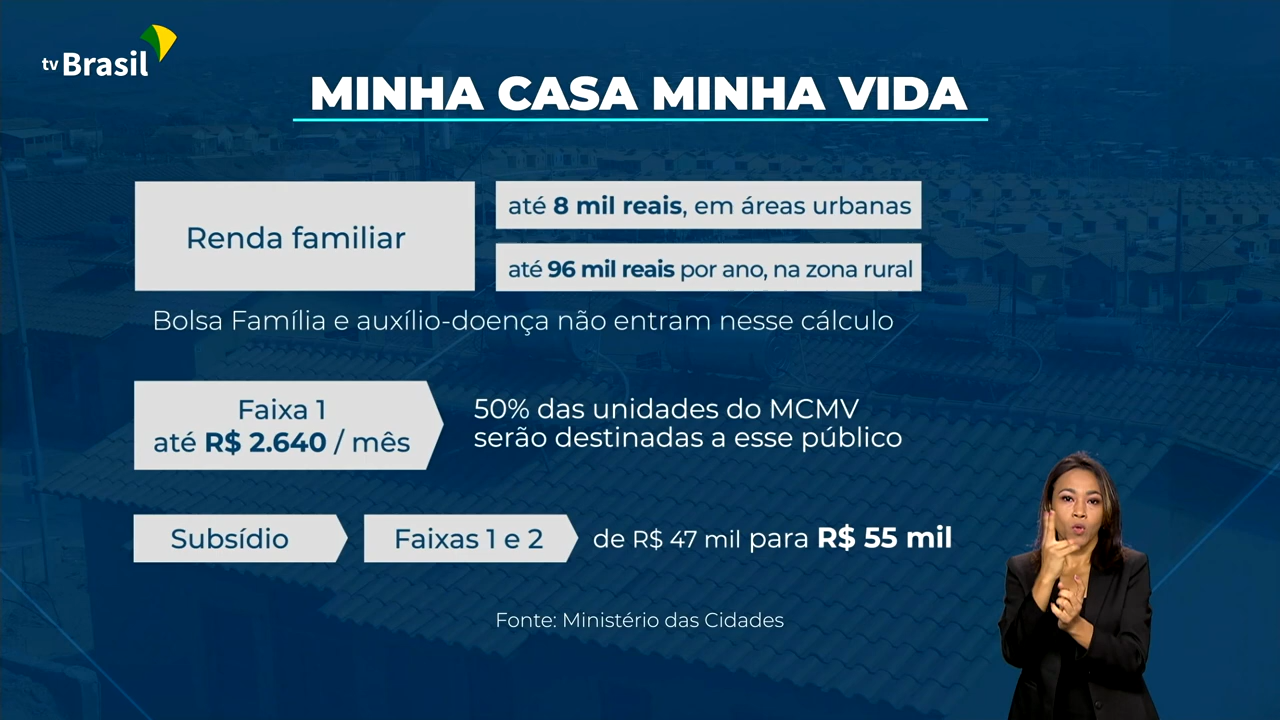 tv Brasil
MINHA CASA MINHA VIDA
Renda familiar
até 8 mil reais, em áreas urbanas
até 96 mil reais por ano, na zona rural
Bolsa Família e auxílio-doença não entram nesse cálculo
Faixa 1
até R$ 2.640 / mês
50% das unidades do MCMV
serão destinadas a esse público
Subsídio
Faixas 1 e 2
de R$ 47 mil para R$ 55 mil
Fonte: Ministério das Cidades